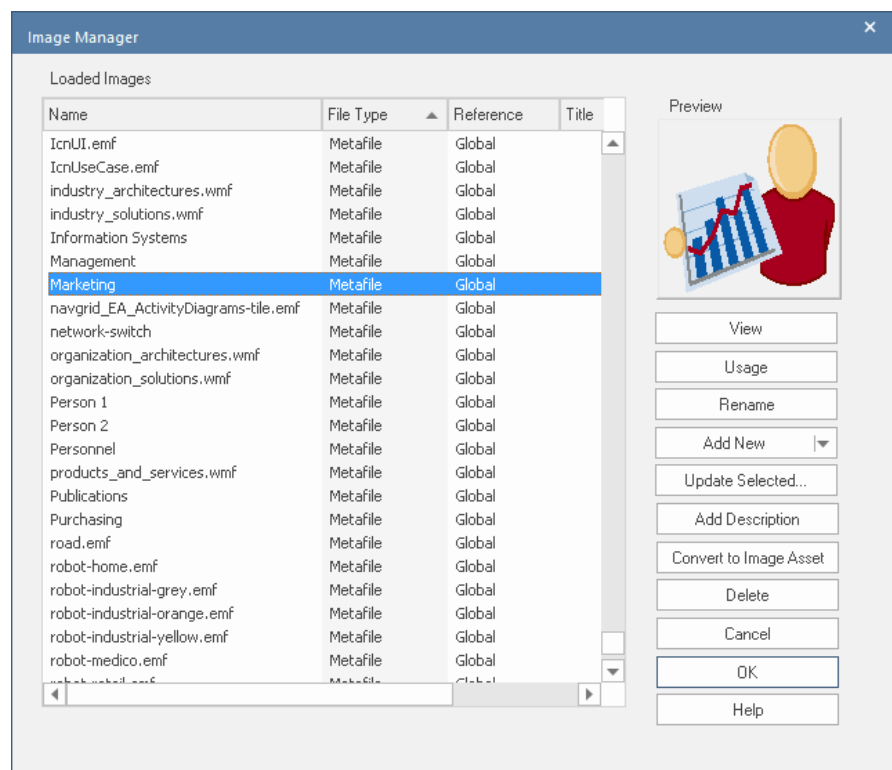 Image Manager
Loaded Images
Name File Type Reference Title
IcnUI.emf Metafile Global
IcnUseCase.emf Metafile Global
industry_architectures.wmf Metafile Global
industry_solutions.wmf Metafile Global
Information Systems Metafile Global
Management Metafile Global
Marketing Metafile Global
navgrid_EA_ActivityDiagrams-tile.emf Metafile Global
network-switch Metafile Global
organization_architectures.wmf Metafile Global
organization_solutions.wmf Metafile Global
Person 1 Metafile Global
Person 2 Metafile Global
Personnel Metafile Global
products_and_services.wmf Metafile Global
Publications Metafile Global
Purchasing Metafile Global
road.emf Metafile Global
robot-home.emf Metafile Global
robot-industrial-grey.emf Metafile Global
robot-industrial-orange.emf Metafile Global
robot-industrial-yellow.emf Metafile Global
robot-medico.emf Metafile Global
Preview
View
Usage
Rename
Add New
Update Selected...
Add Description
Convert to Image Asset
Delete
Cancel
OK
Help